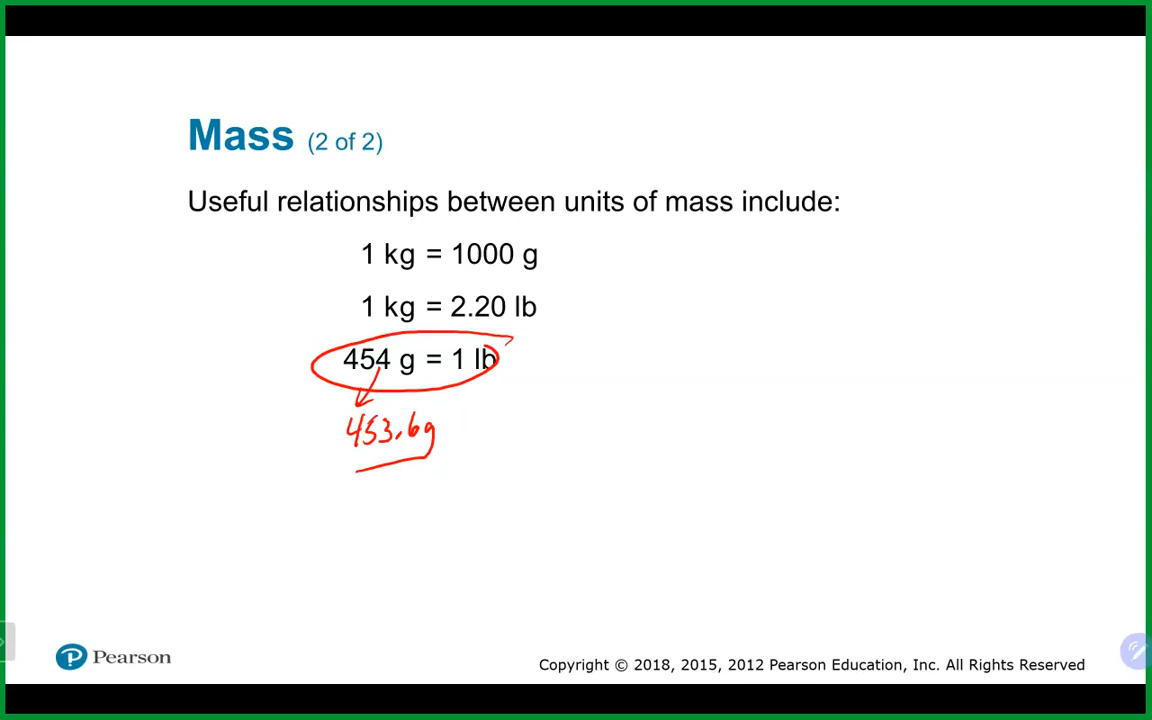 Mass (2 of 2)
Useful relationships between units of mass include:
1 kg = 1000 g
1 kg = 2.20 lb
454 g = 1 lb
453.6g
Pearson
Copyright © 2018, 2015, 2012 Pearson Education, Inc. All Rights Reserved